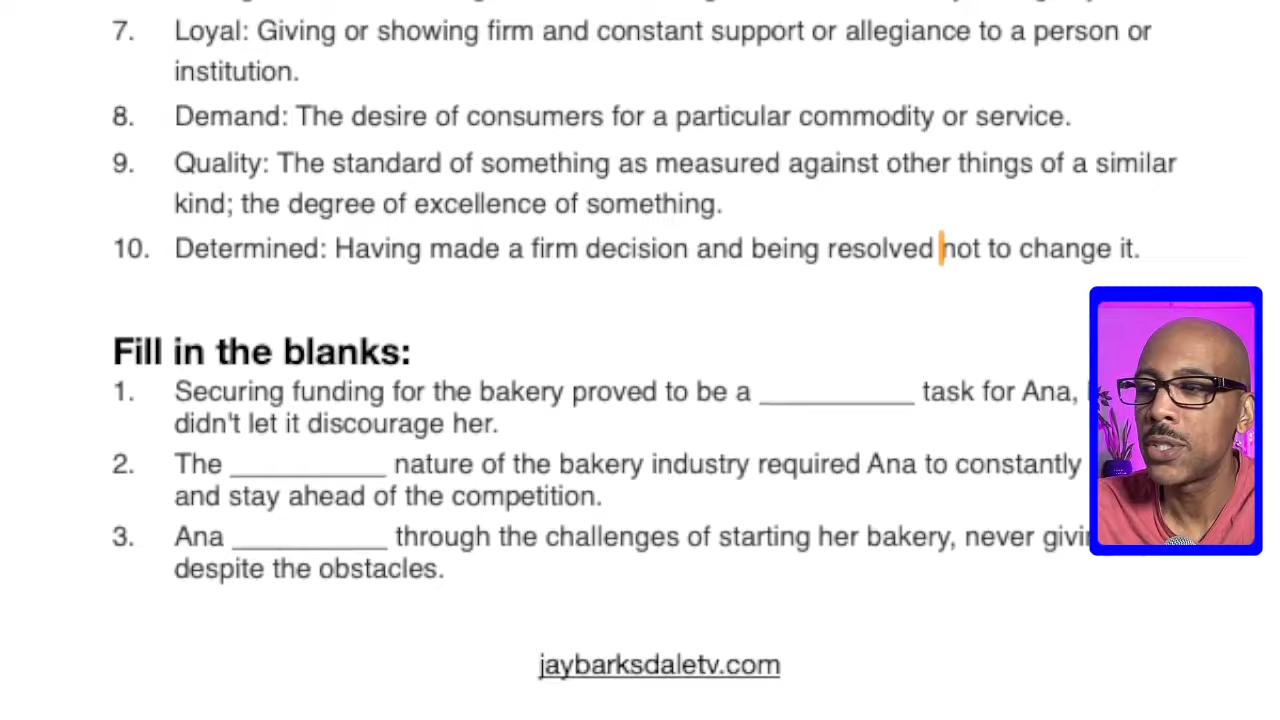 7. Loyal: Giving or showing firm and constant support or allegiance to a person or
institution.
8. Demand: The desire of consumers for a particular commodity or service.
9. Quality: The standard of something as measured against other things of a similar
kind; the degree of excellence of something.
10. Determined: Having made a firm decision and being resolved not to change it.
Fill in the blanks:
1. Securing funding for the bakery proved to be a __________ task for Ana,
didn't let it discourage her.
2. The __________ nature of the bakery industry required Ana to constantly
and stay ahead of the competition.
3. Ana __________ through the challenges of starting her bakery, never
despite the obstacles.
jaybarksdaletv.com